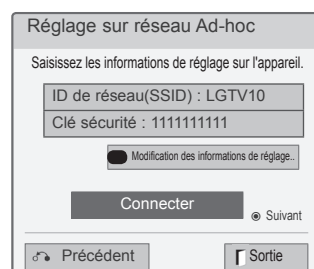 Réglage sur réseau Ad-hoc
Saisissez les informations de réglage sur l'appareil.
ID de réseau(SSID) : LGTV10
Clé sécurité : 1111111111
Modification des informations de réglage..
Connecter
Suivant
Précédent
Sortie